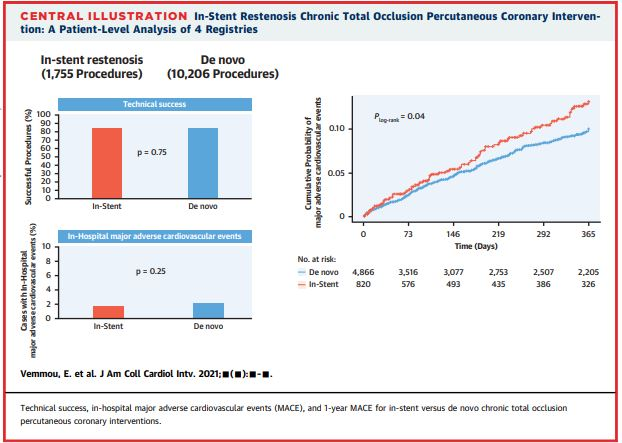 CENTRAL ILLUSTRATION In-Stent Restenosis Chronic Total Occlusion Percutaneous Coronary Interven-
tion: A Patient-Level Analysis of 4 Registries
In-stent restenosis
(1,755 Procedures)
De novo
(10,206 Procedures)
Technical success
Successful Procedures (%)
100
90
80
70
60
50
40
30
20
10
0
p = 0.75
In-Stent
De novo
In-Hospital major adverse cardiovascular events
Cases with In-Hospital
major adverse cardiovascular events (%)
10
8
6
4
2
0
p = 0.25
In-Stent
De novo
Cumulative Probability of
major adverse cardiovascular events
0.10
0.05
0
Plog-rank = 0.04
0 73 146 219 292 365
Time (Days)
No. at risk:
De novo 4,866 3,516 3,077 2,753 2,507 2,205
In-Stent 820 576 493 435 386 326
Vemmou, E. et al. J Am Coll Cardiol Intv. 2021;■(■):■-■.
Technical success, in-hospital major adverse cardiovascular events (MACE), and 1-year MACE for in-stent versus de novo chronic total occlusion
percutaneous coronary interventions.